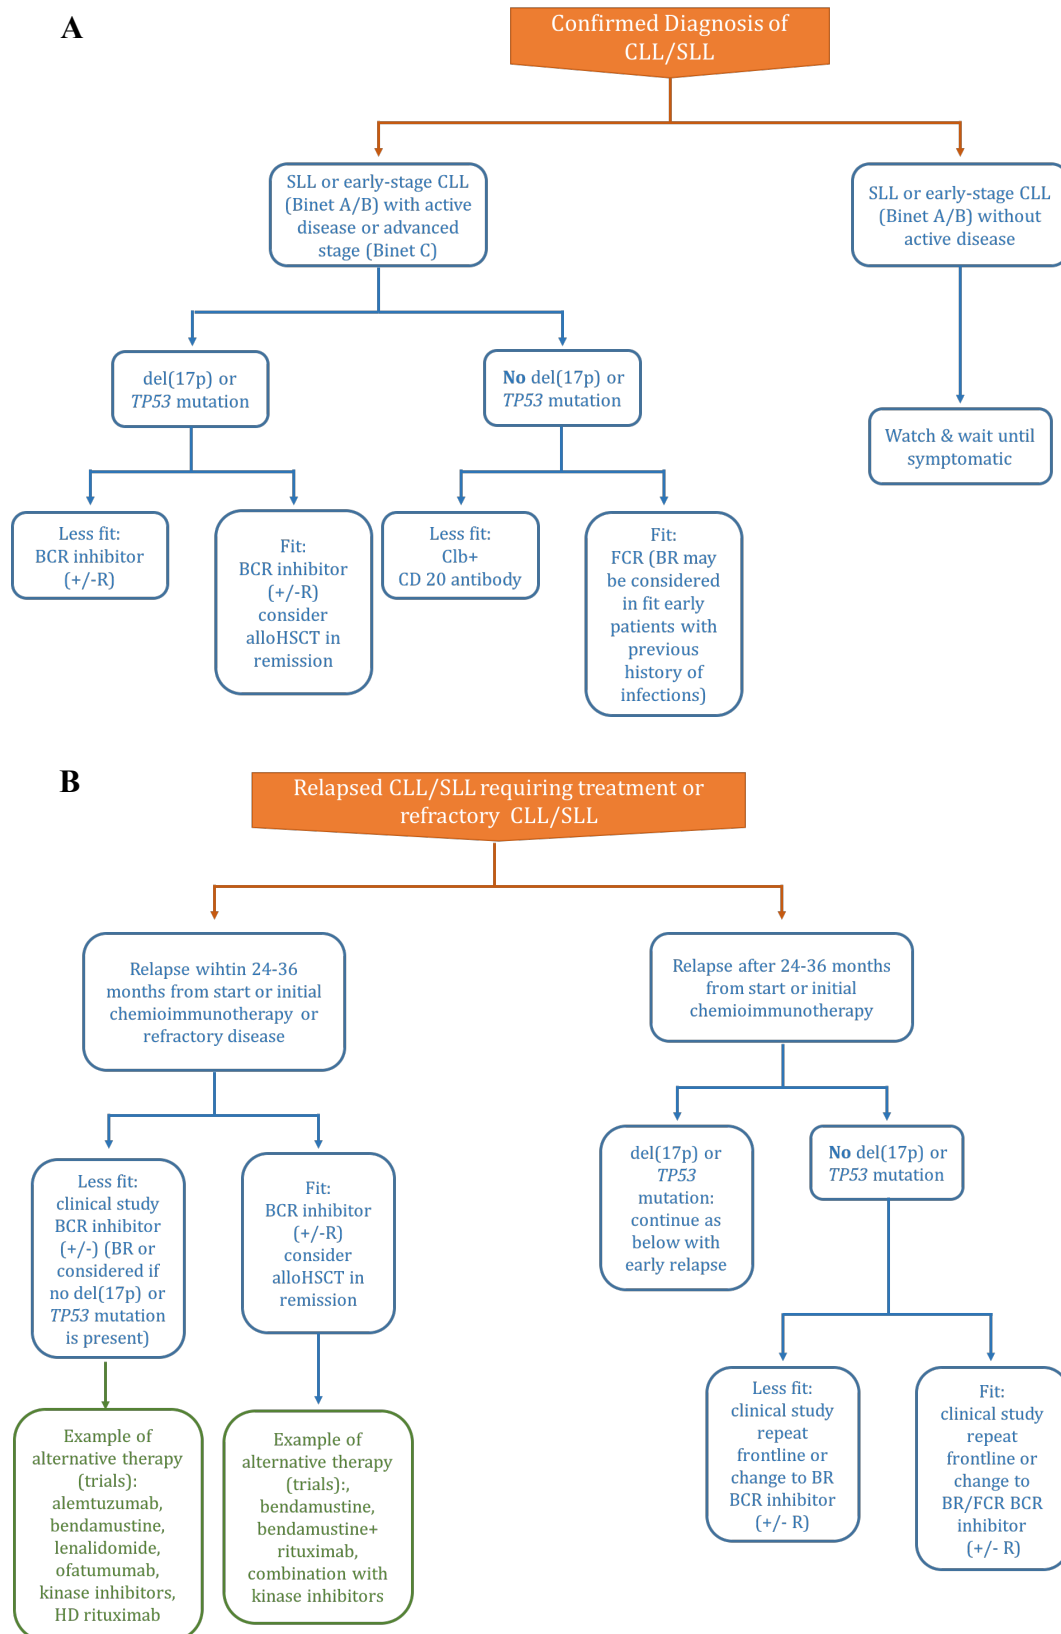 A
Confirmed Diagnosis of
CLL/SLL
SLL or early-stage CLL
(Binet A/B) with active
disease or advanced
stage (Binet C)
SLL or early-stage CLL
(Binet A/B) without
active disease
del(17p) or
TP53 mutation
No del(17p) or
TP53 mutation
Watch & wait until
symptomatic
Less fit:
BCR inhibitor
(+/-R)
Fit:
BCR inhibitor
(+/-R)
consider
alloHSCT in
remission
Less fit:
Clb+
CD 20 antibody
Fit:
FCR (BR may
be considered
in fit early
patients with
previous
history of
infections)
B
Relapsed CLL/SLL requiring treatment or
refractory CLL/SLL
Relapse wihtin 24-36
months from start or initial
chemioimmunotherapy or
refractory disease
Relapse after 24-36 months
from start or initial
chemioimmunotherapy
Less fit:
clinical study
BCR inhibitor
(+/-) (BR or
considered if
no del(17p) or
TP53 mutation
is present)
Fit:
BCR inhibitor
(+/-R)
consider
alloHSCT in
remission
del(17p) or
TP53
mutation:
continue as
below with
early relapse
No del(17p) or
TP53 mutation
Example of
alternative therapy
(trials):
alemtuzumab,
bendamustine,
lenalidomide,
ofatumumab,
kinase inhibitors,
HD rituximab
Example of
alternative therapy
(trials):,
bendamustine,
bendamustine+
rituximab,
combination with
kinase inhibitors
Less fit:
clinical study
repeat
frontline or
change to BR
BCR inhibitor
(+/- R)
Fit:
clinical study
repeat
frontline or
change to
BR/FCR BCR
inhibitor
(+/- R)